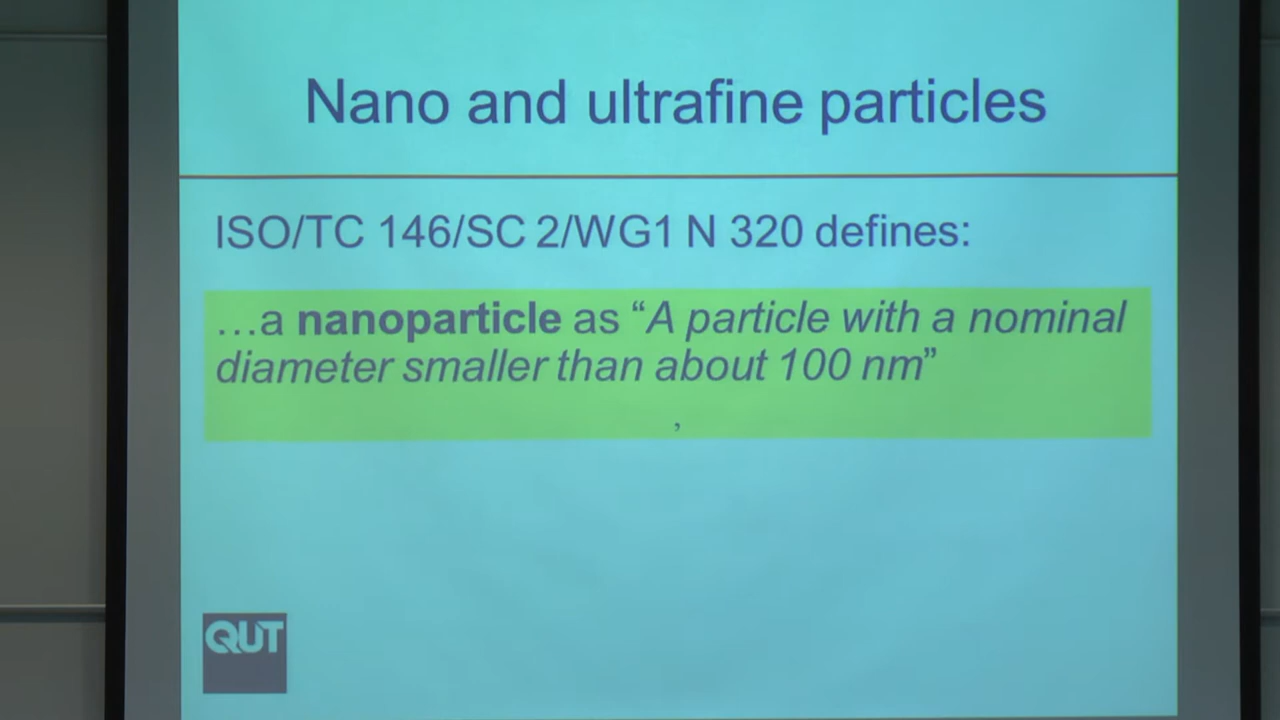 Nano and ultrafine particles
ISO/TC 146/SC 2/WG1 N 320 defines:
…a nanoparticle as “A particle with a nominal
diameter smaller than about 100 nm”
,
QUT